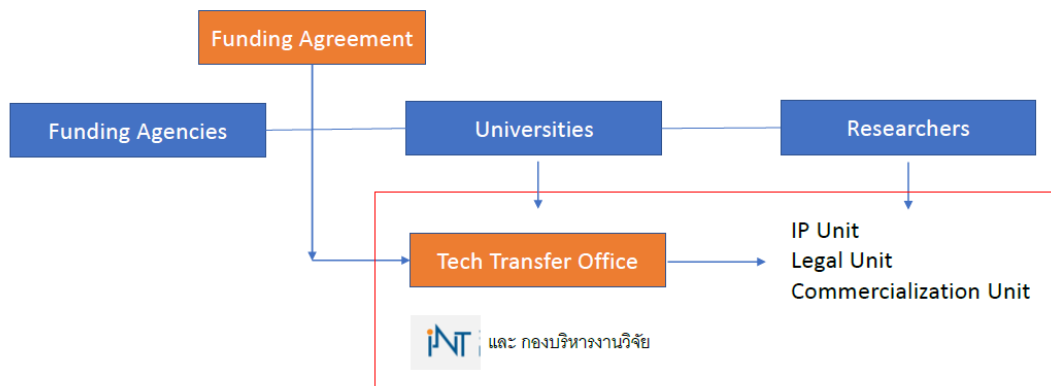 Funding Agreement
Funding Agencies
Universities
Researchers
Tech Transfer Office
IP Unit
Legal Unit
Commercialization Unit
iNT และ กองบริหารงานวิจัย